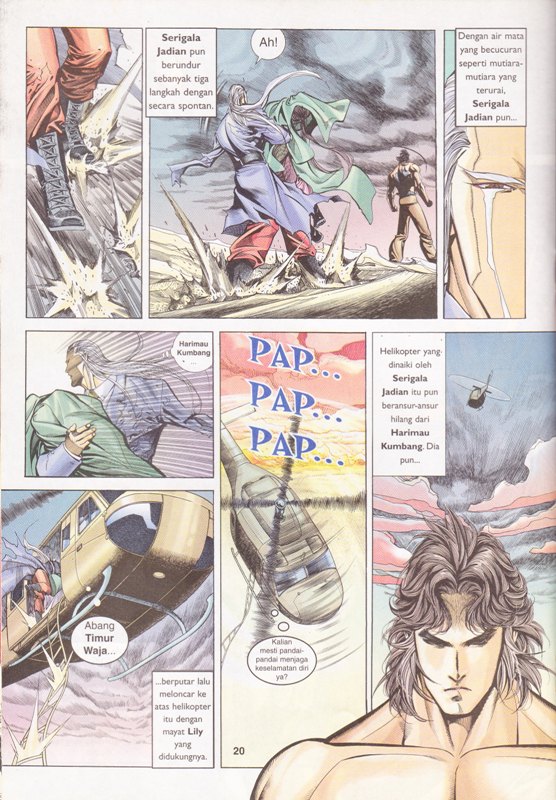 Serigala
Jadian pun
berundur
sebanyak tiga
langkah dengan
secara spontan.
Ah!
Dengan air mata
yang becucuran
seperti mutiara-
mutiara yang
terurai,
Serigala
Jadian pun...
Harimau
Kumbang
...
PAP...
PAP...
PAP...
Helikopter yang
dinaiki oleh
Serigala
Jadian itu pun
beransur-ansur
hilang dari
Harimau
Kumbang. Dia
pun...
Abang
Timur
Waja...
...berputar lalu
meloncar ke
atas helikopter
itu dengan
mayat Lily
yang
didukungnya.
Kalian
mesti pandai-
pandai menjaga
keselamatan diri
ya?
20